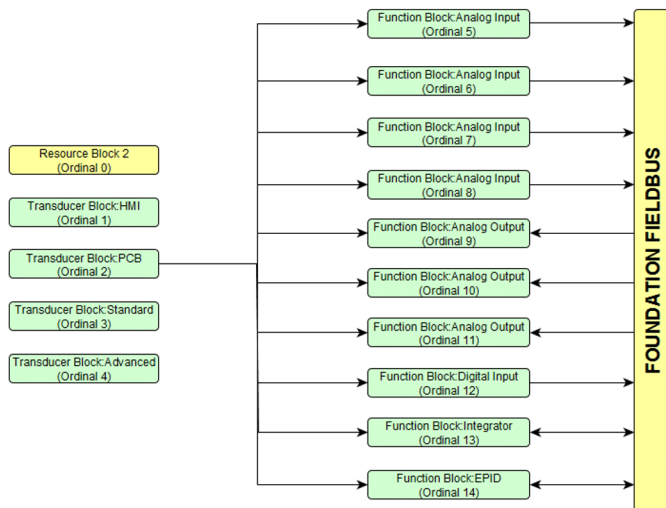 Resource Block 2
(Ordinal 0)
Transducer Block:HMI
(Ordinal 1)
Transducer Block:PCB
(Ordinal 2)
Transducer Block:Standard
(Ordinal 3)
Transducer Block:Advanced
(Ordinal 4)
Function Block:Analog Input
(Ordinal 5)
Function Block:Analog Input
(Ordinal 6)
Function Block:Analog Input
(Ordinal 7)
Function Block:Analog Input
(Ordinal 8)
Function Block:Analog Output
(Ordinal 9)
Function Block:Analog Output
(Ordinal 10)
Function Block:Analog Output
(Ordinal 11)
Function Block:Digital Input
(Ordinal 12)
Function Block:Integrator
(Ordinal 13)
Function Block:EPID
(Ordinal 14)
FOUNDATION FIELDBUS